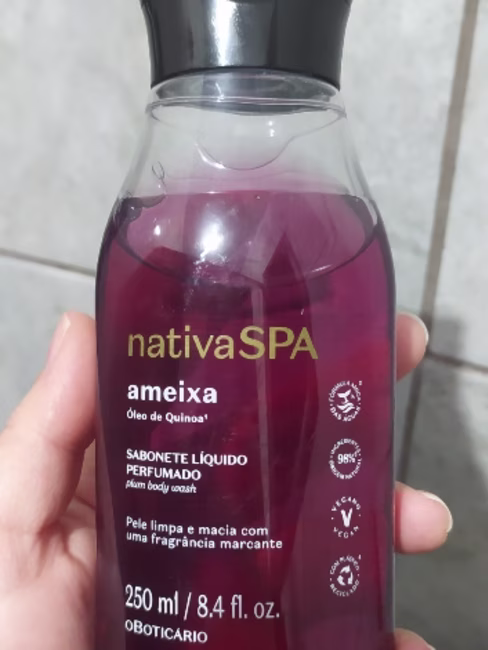 nativaSPA
ameixa
Óleo de Quinoa¹
SABONETE LÍQUIDO
PERFUMADO
plum body wash
Pele limpa e macia com
uma fragrância marcante
250 ml / 8.4 fl. oz.
oBOTICÁRIO
98%
VEGANO
V
VEGAN